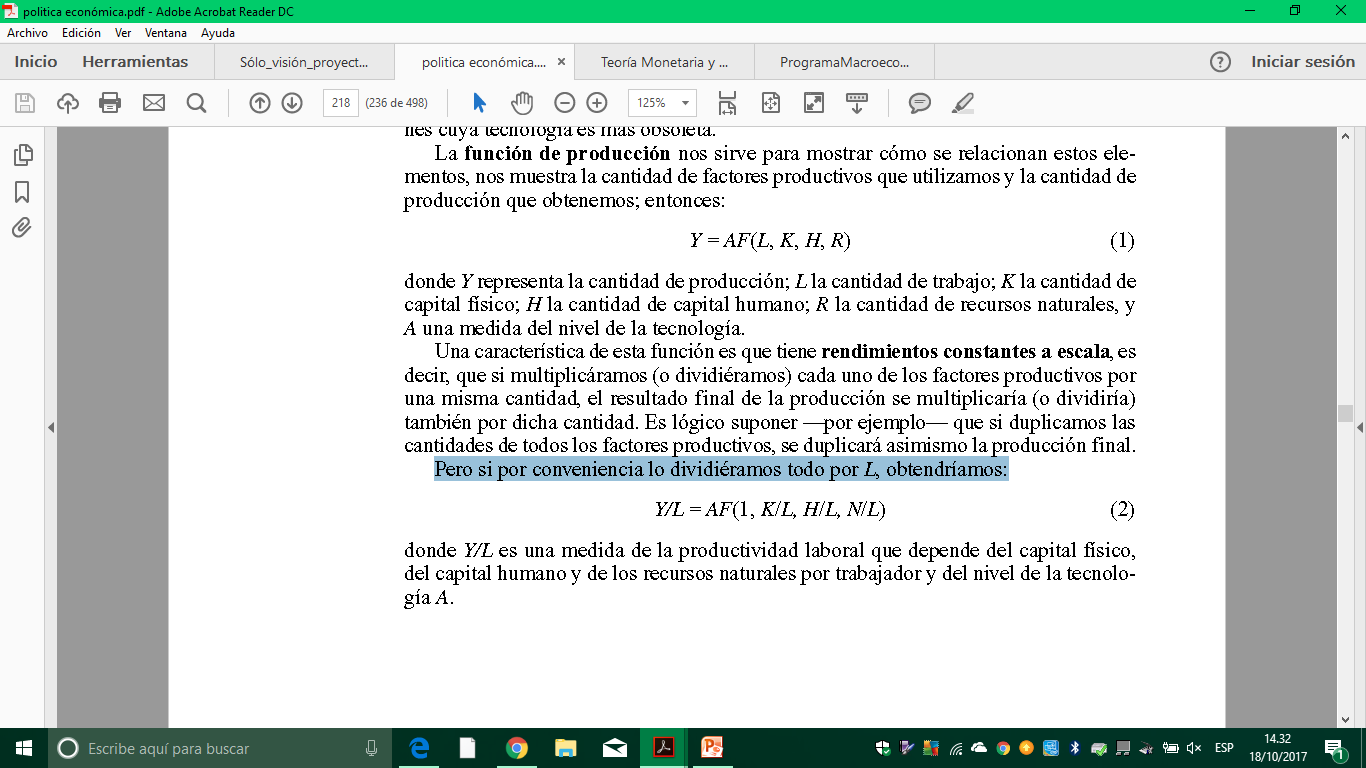 politica económica.pdf - Adobe Acrobat Reader DC
Archivo Edición Ver Ventana Ayuda
Inicio Herramientas Sólo_visión_proyect... politica económica.... × Teoría Monetaria y ... ProgramaMacroeco... Iniciar sesión
218 (236 de 498) 125%
nes cuya tecnología es más obsoleta.
La función de producción nos sirve para mostrar cómo se relacionan estos ele-
mentos, nos muestra la cantidad de factores productivos que utilizamos y la cantidad de
producción que obtenemos; entonces:
Y = AF(L, K, H, R) (1)
donde Y representa la cantidad de producción; L la cantidad de trabajo; K la cantidad de
capital físico; H la cantidad de capital humano; R la cantidad de recursos naturales, y
A una medida del nivel de la tecnología.
Una característica de esta función es que tiene rendimientos constantes a escala, es
decir, que si multiplicáramos (o dividiéramos) cada uno de los factores productivos por
una misma cantidad, el resultado final de la producción se multiplicaría (o dividiría)
también por dicha cantidad. Es lógico suponer —por ejemplo— que si duplicamos las
cantidades de todos los factores productivos, se duplicará asimismo la producción final.
Pero si por conveniencia lo dividiéramos todo por L, obtendríamos:
Y/L = AF(1, K/L, H/L, N/L) (2)
donde Y/L es una medida de la productividad laboral que depende del capital físico,
del capital humano y de los recursos naturales por trabajador y del nivel de la tecnolo-
gía A.
Escribe aquí para buscar
ESP
14.32
18/10/2017
1